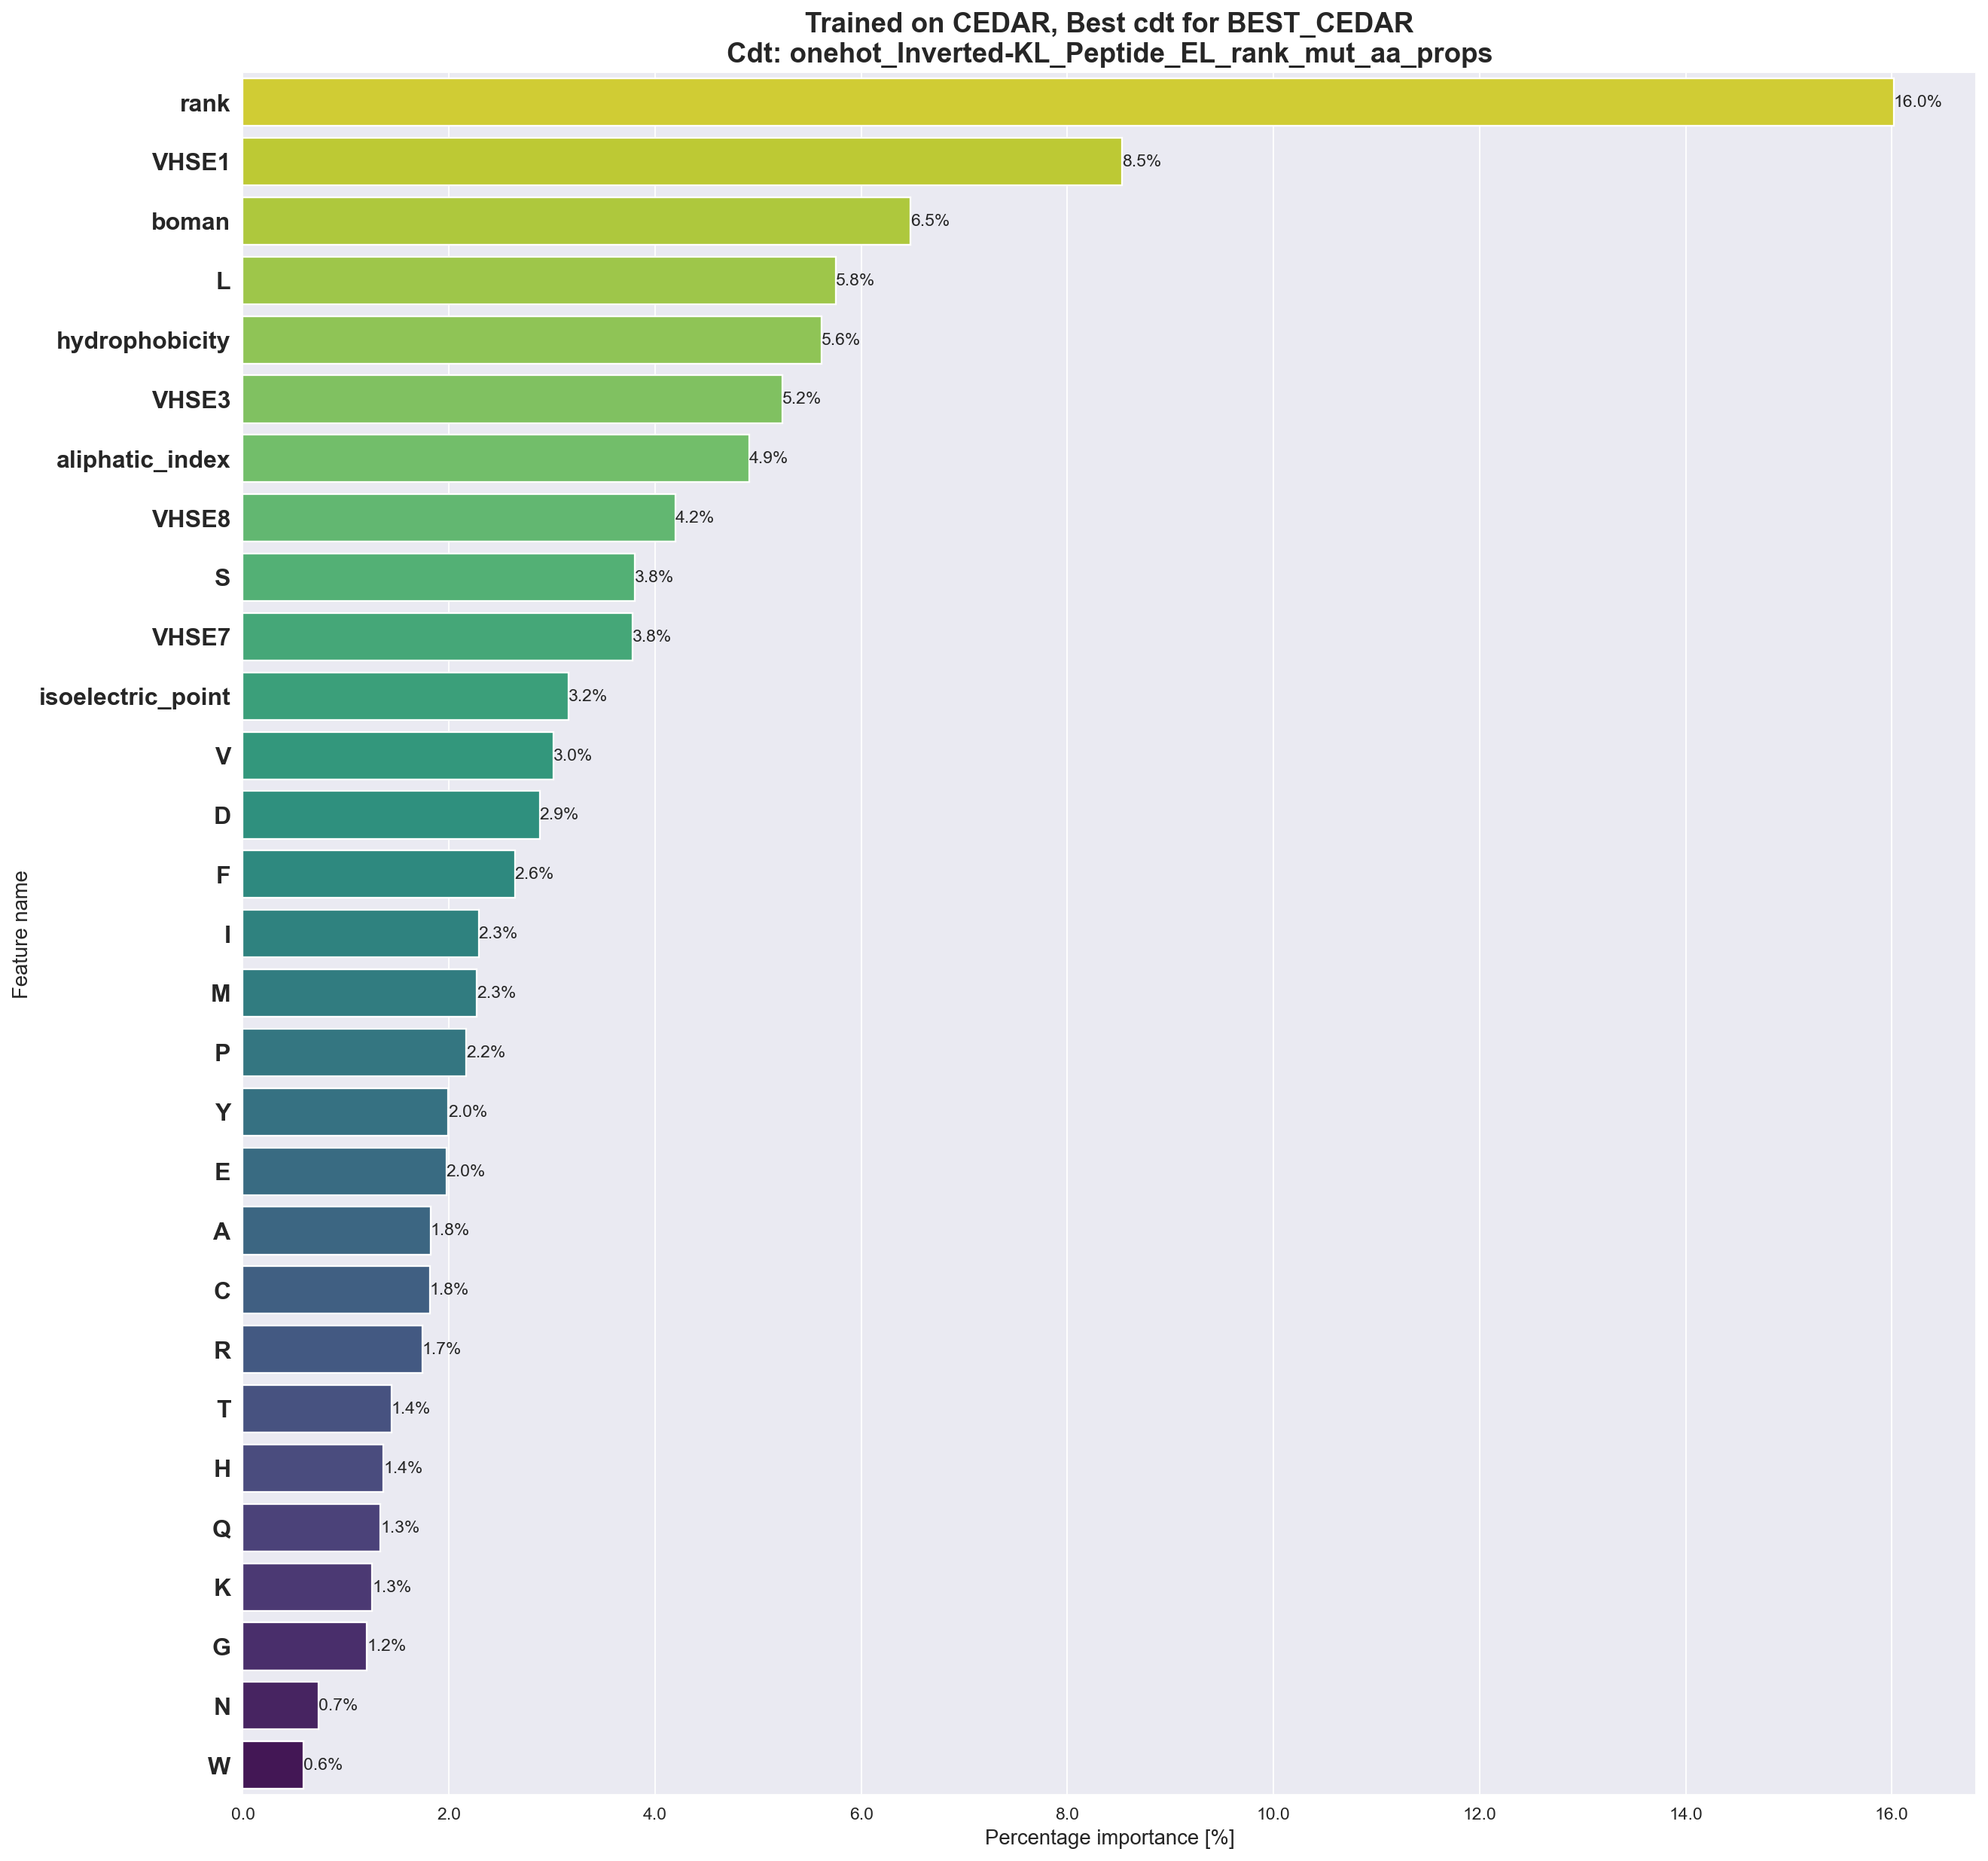 Trained on CEDAR, Best cdt for BEST_CEDAR
Cdt: onehot_Inverted-KL_Peptide_EL_rank_mut_aa_props
rank 16.0%
VHSE1 8.5%
boman 6.5%
L 5.8%
hydrophobicity 5.6%
VHSE3 5.2%
aliphatic_index 4.9%
VHSE8 4.2%
S 3.8%
VHSE7 3.8%
isoelectric_point 3.2%
V 3.0%
D 2.9%
F 2.6%
I 2.3%
M 2.3%
P 2.2%
Y 2.0%
E 2.0%
A 1.8%
C 1.8%
R 1.7%
T 1.4%
H 1.4%
Q 1.3%
K 1.3%
G 1.2%
N 0.7%
W 0.6%
Feature name
0.0 2.0 4.0 6.0 8.0 10.0 12.0 14.0 16.0
Percentage importance [%]